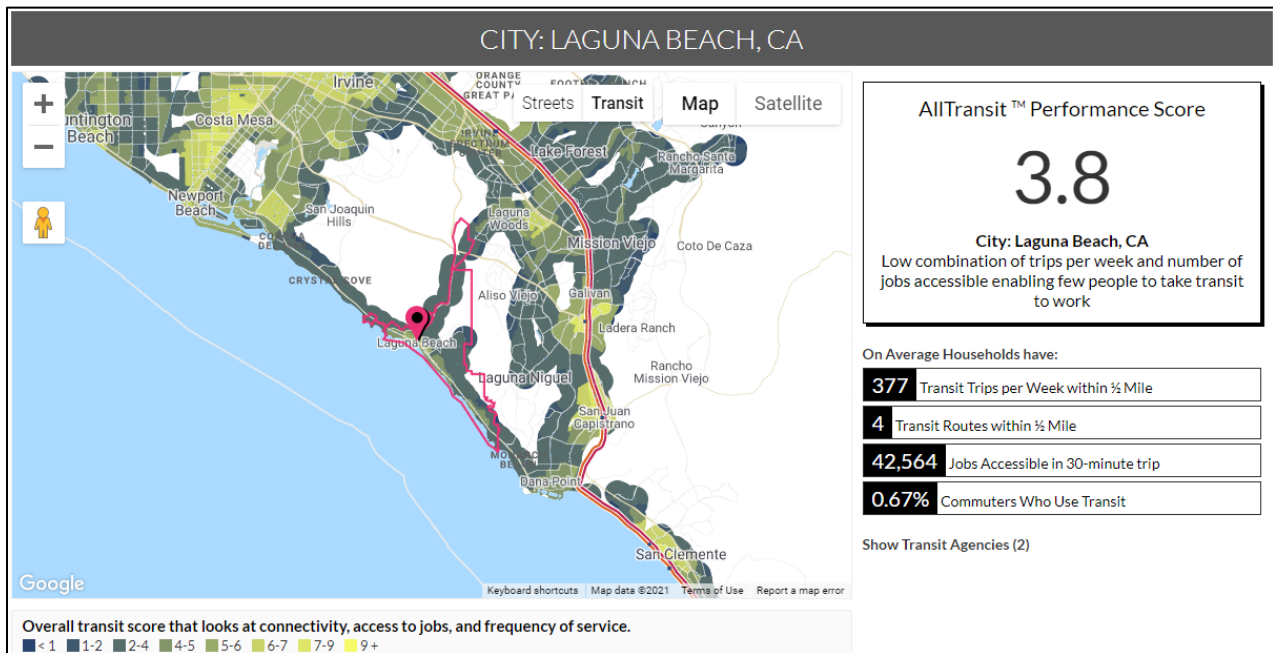 CITY: LAGUNA BEACH, CA
ORANGE
COUNTY
GREAT
Irvine
Streets
Transit
Map
Satellite
Huntington
Beach
Costa Mesa
IRVINE
SPECTRUM
Lake Forest
Canyon
Rancho Santa
Margarita
Newport
Beach
San Joaquin
Hills
Laguna
Woods
Mission Viejo
Coto De Caza
CRYSTAL COVE
Aliso Viejo
Galivan
Laguna Beach
Ladera Ranch
Rancho
Mission Viejo
Laguna Niguel
San Juan
Capistrano
Dana Point
San Clemente
Google
Keyboard shortcuts
Map data ©2021
Terms of Use
Report a map error
Overall transit score that looks at connectivity, access to jobs, and frequency of service.
< 1 1-2 2-4 4-5 5-6 6-7 7-9 9 +
AllTransit ™ Performance Score
3.8
City: Laguna Beach, CA
Low combination of trips per week and number of
jobs accessible enabling few people to take transit
to work
On Average Households have:
377 Transit Trips per Week within ½ Mile
4 Transit Routes within ½ Mile
42,564 Jobs Accessible in 30-minute trip
0.67% Commuters Who Use Transit
Show Transit Agencies (2)